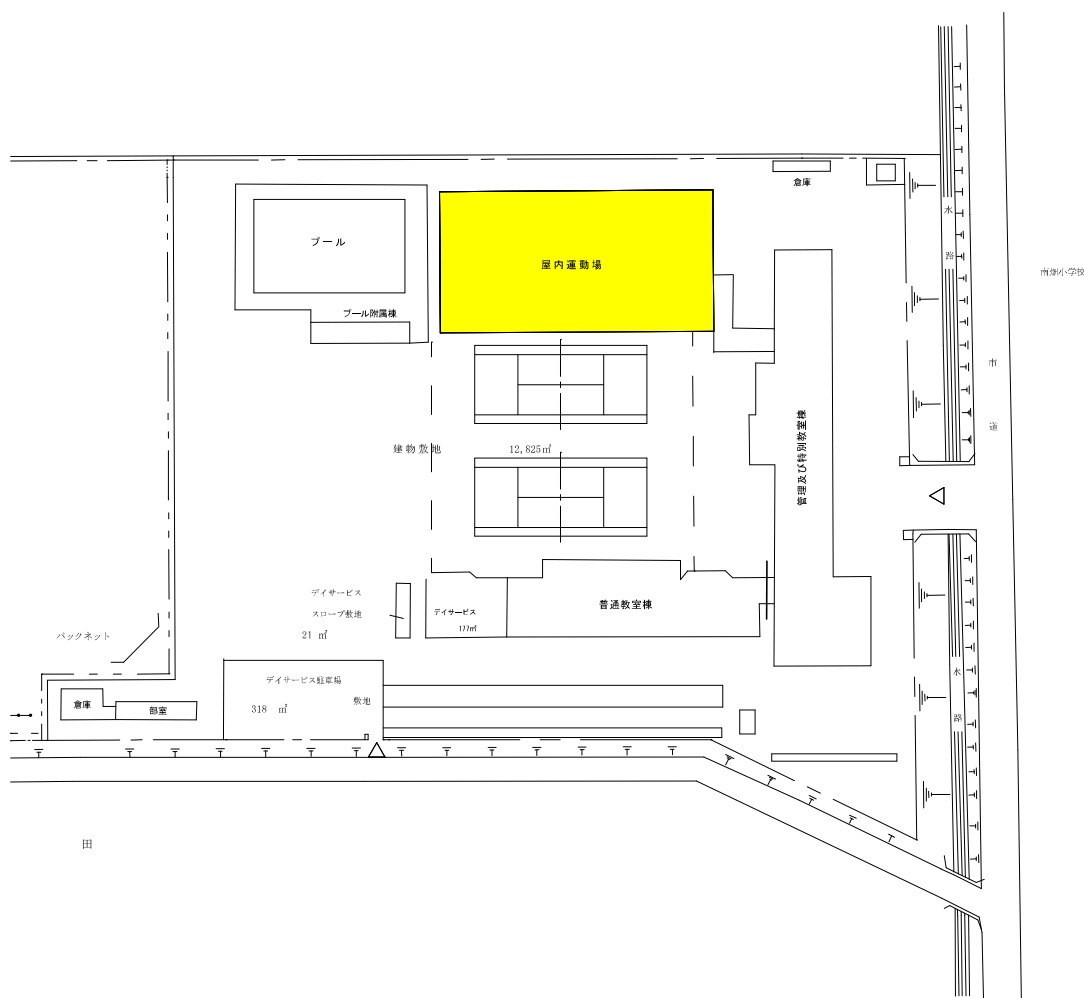 倉庫
水
路
プール
屋内運動場
南畑小学校
プール附属棟
市
道
建物敷地 12,825㎡
管理及び特別教室棟
デイサービス
スロープ敷地
21 ㎡
デイサービス
177㎡
普通教室棟
バックネット
水
路
デイサービス駐車場
敷地
318 ㎡
倉庫
部室
田